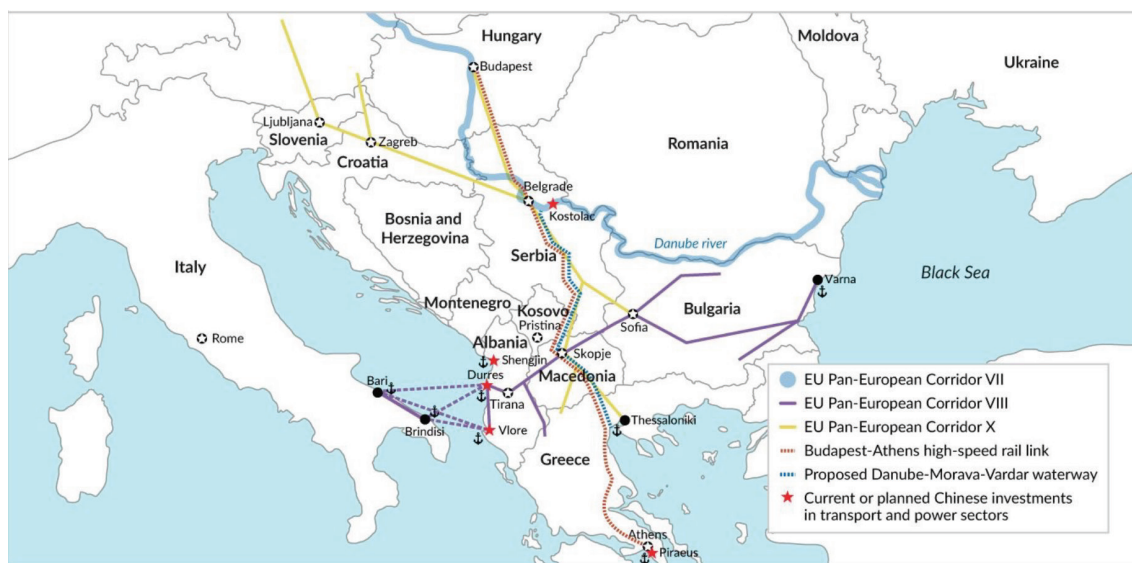 Hungary
Moldova
Ukraine
Budapest
Ljubljana
Slovenia
Zagreb
Croatia
Romania
Belgrade
Kostolac
Bosnia and
Herzegovina
Danube river
Serbia
Italy
Black Sea
Varna
Montenegro
Kosovo
Pristina
Bulgaria
Sofia
Rome
Albania
Shengjin
Skopje
Durres
Macedonia
Bari
Tirana
Brindisi
Vlore
Thessaloniki
Greece
Athens
Piraeus
EU Pan-European Corridor VII
EU Pan-European Corridor VIII
EU Pan-European Corridor X
Budapest-Athens high-speed rail link
Proposed Danube-Morava-Vardar waterway
Current or planned Chinese investments
in transport and power sectors